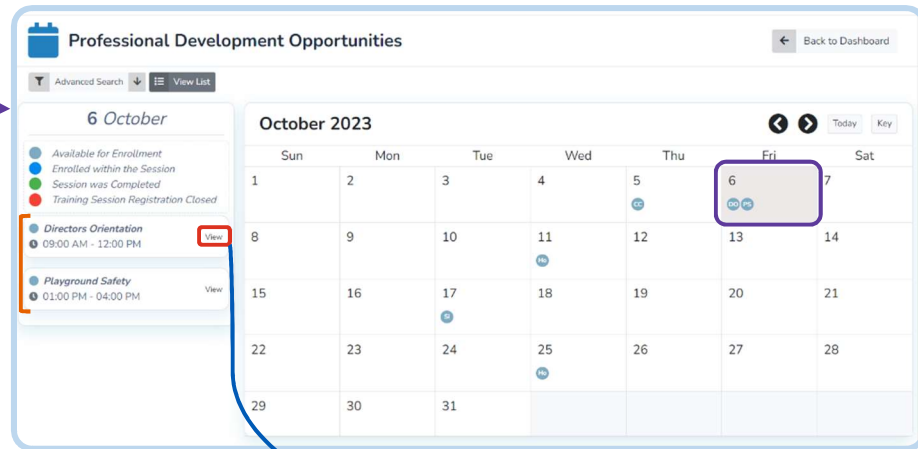 Professional Development Opportunities
Back to Dashboard
Advanced Search
View List
6 October
Available for Enrollment
Enrolled within the Session
Session was Completed
Training Session Registration Closed
Directors Orientation
09:00 AM - 12:00 PM
View
Playground Safety
01:00 PM - 04:00 PM
View
October 2023
Today
Key
Sun Mon Tue Wed Thu Fri Sat
1 2 3 4 5 6 7
CC DO PS
8 9 10 11 12 13 14
Ho
15 16 17 18 19 20 21
Si
22 23 24 25 26 27 28
Ho
29 30 31